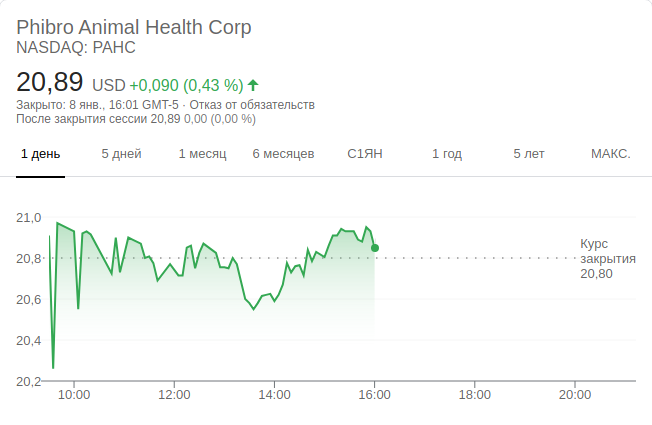 Phibro Animal Health Corp
NASDAQ: PAHC
20,89 USD +0,090 (0,43 %)
Закрыто: 8 янв., 16:01 GMT-5 · Отказ от обязательств
После закрытия сессии 20,89 0,00 (0,00 %)
1 день 5 дней 1 месяц 6 месяцев С1ЯН 1 год 5 лет МАКС.
21,0
Курс
20,8 закрытия
20,80
20,6
20,4
20,2
10:00 12:00 14:00 16:00 18:00 20:00